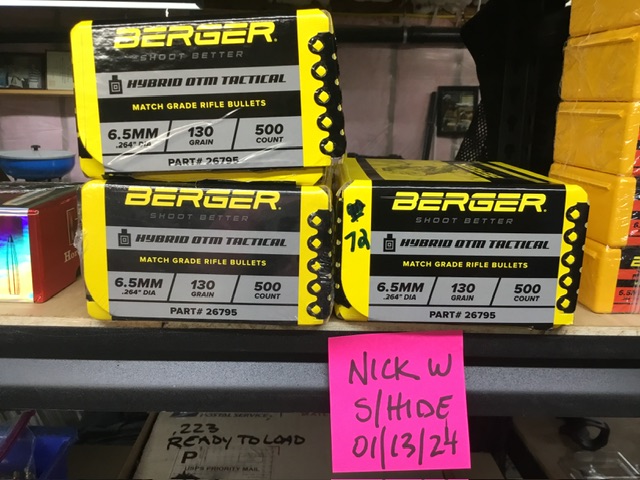 BERGER.
SHOOT BETTER
HYBRID OTM TACTICAL
MATCH GRADE RIFLE BULLETS
6.5MM
.264" DIA
130
GRAIN
500
COUNT
PART# 26795
BERGER.
SHOOT BETTER
HYBRID OTM TACTICAL
MATCH GRADE RIFLE BULLETS
6.5MM
.264" DIA
130
GRAIN
500
COUNT
PART# 26795
72
BERGER.
SHOOT BETTER
HYBRID OTM TACTICAL
MATCH GRADE RIFLE BULLETS
6.5MM
.264" DIA
130
GRAIN
500
COUNT
PART# 26795
NICK W
S/HIDE
01/13/24
.223
READY TO LOAD
P
PRIORITY MAIL